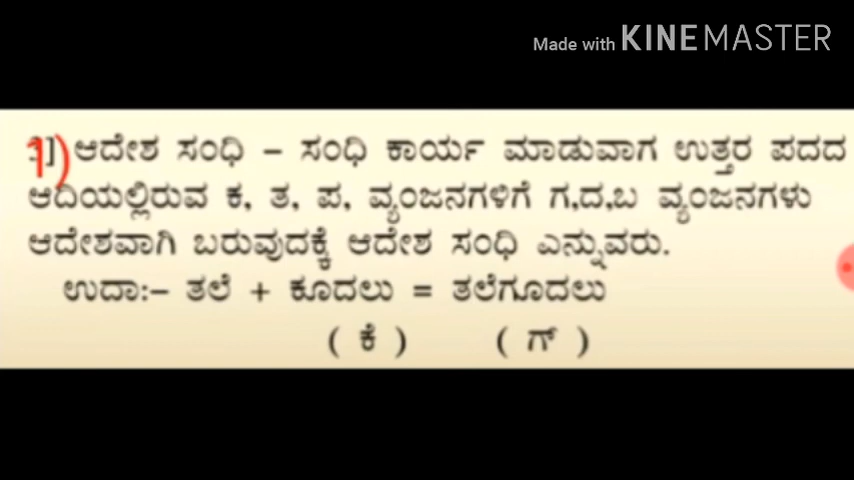 Made with KINEMASTER
1) ಆದೇಶ ಸಂಧಿ – ಸಂಧಿ ಕಾರ್ಯ ಮಾಡುವಾಗ ಉತ್ತರ ಪದದ
ಆದಿಯಲ್ಲಿರುವ ಕ, ತ, ಪ, ವ್ಯಂಜನಗಳಿಗೆ ಗ,ದ,ಬ ವ್ಯಂಜನಗಳು
ಆದೇಶವಾಗಿ ಬರುವುದಕ್ಕೆ ಆದೇಶ ಸಂಧಿ ಎನ್ನುವರು.
ಉದಾ:– ತಲೆ + ಕೂದಲು = ತಲೆಗೂದಲು
( ಕೆ ) ( ಗ್ )